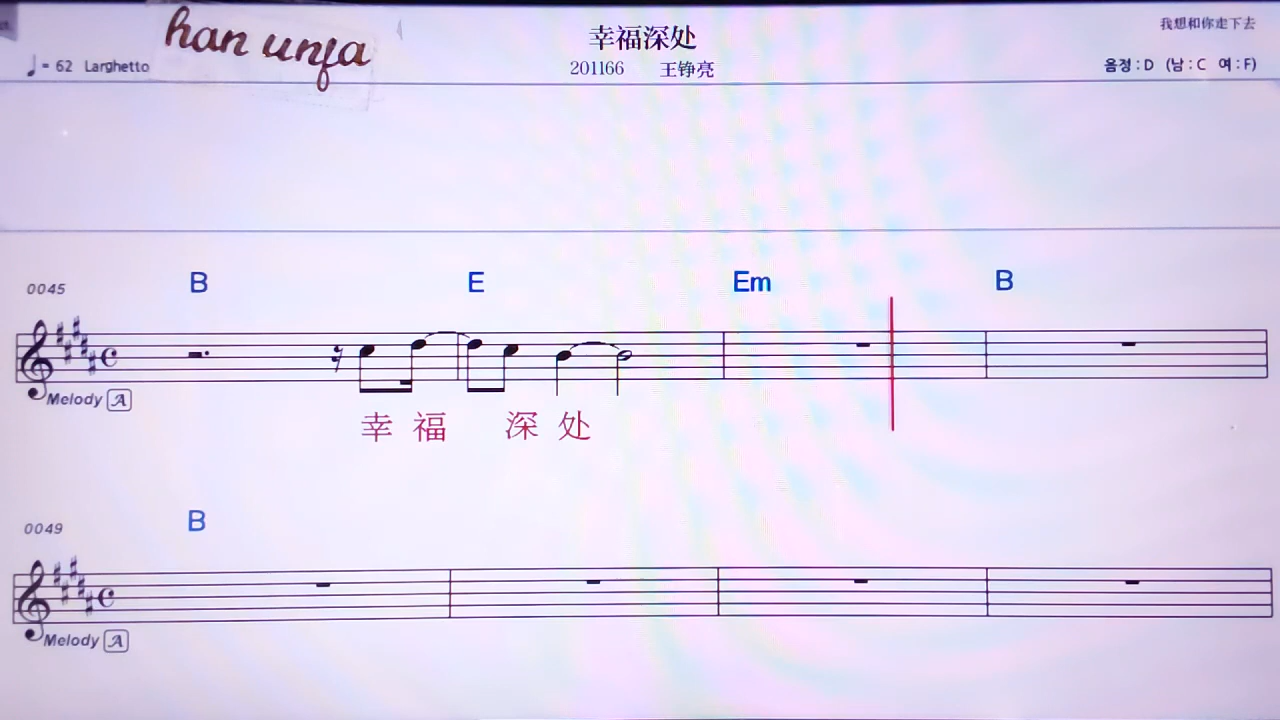 han unfa
幸福深处
我想和你走下去
♩ = 62 Larghetto
201166 王铮亮
음정 : D (남 : C 여 : F)
B E Em B
0045
Melody A
幸 福 深 处
B
0049
Melody A